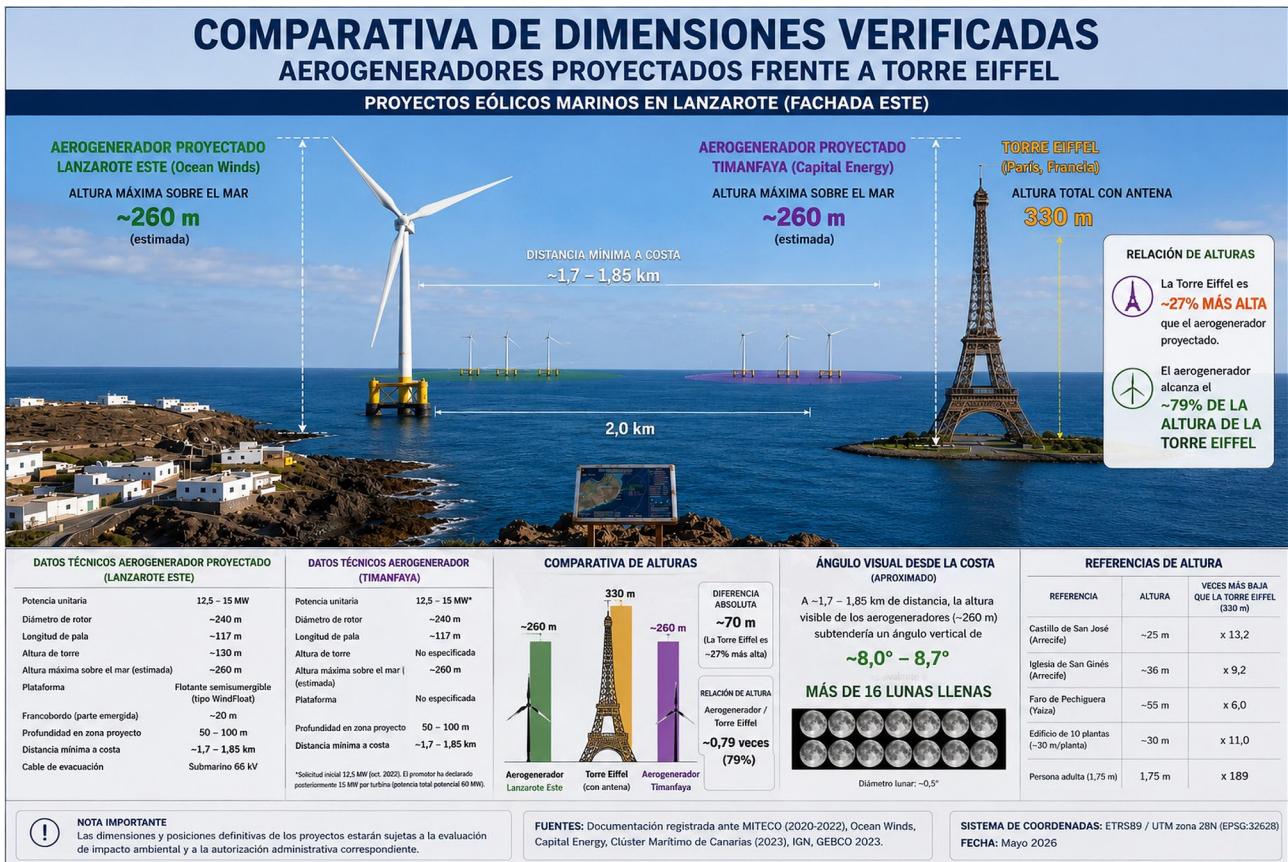 COMPARATIVA DE DIMENSIONES VERIFICADAS
AEROGENERADORES PROYECTADOS FRENTE A TORRE EIFFEL
PROYECTOS EÓLICOS MARINOS EN LANZAROTE (FACHADA ESTE)
AEROGENERADOR PROYECTADO
LANZAROTE ESTE (Ocean Winds)
ALTURA MÁXIMA SOBRE EL MAR
~260 m
(estimada)
DISTANCIA MÍNIMA A COSTA
~1,7 – 1,85 km
2,0 km
AEROGENERADOR PROYECTADO
TIMANFAYA (Capital Energy)
ALTURA MÁXIMA SOBRE EL MAR
~260 m
(estimada)
TORRE EIFFEL
(París, Francia)
ALTURA TOTAL CON ANTENA
330 m
RELACIÓN DE ALTURAS
La Torre Eiffel es
~27% MÁS ALTA
que el aerogenerador
proyectado.
El aerogenerador
alcanza el
~79% DE LA
ALTURA DE LA
TORRE EIFFEL
DATOS TÉCNICOS AEROGENERADOR PROYECTADO
(LANZAROTE ESTE)
Potencia unitaria 12,5 – 15 MW
Diámetro de rotor ~240 m
Longitud de pala ~117 m
Altura de torre ~130 m
Altura máxima sobre el mar (estimada) ~260 m
Plataforma Flotante semisumergible
(tipo WindFloat)
Francobordo (parte emergida) ~20 m
Profundidad en zona proyecto 50 – 100 m
Distancia mínima a costa ~1,7 – 1,85 km
Cable de evacuación Submarino 66 kV
DATOS TÉCNICOS AEROGENERADOR
(TIMANFAYA)
Potencia unitaria 12,5 – 15 MW*
Diámetro de rotor ~240 m
Longitud de pala ~117 m
Altura de torre No especificada
Altura máxima sobre el mar ( ~260 m
(estimada)
Plataforma No especificada
Profundidad en zona proyecto 50 – 100 m
Distancia mínima a costa ~1,7 – 1,85 km
*Solicitud inicial 12,5 MW (oct. 2022). El promotor ha declarado
posteriormente 15 MW por turbina (potencia total potencial 60 MW).
COMPARATIVA DE ALTURAS
~260 m
330 m
~260 m
Aerogenerador
Lanzarote Este
Torre Eiffel
(con antena)
Aerogenerador
Timanfaya
DIFERENCIA
ABSOLUTA
~70 m
(La Torre Eiffel es
~27% más alta)
RELACIÓN DE ALTURA
Aerogenerador /
Torre Eiffel
~0,79 veces
(79%)
ÁNGULO VISUAL DESDE LA COSTA
(APROXIMADO)
A ~1,7 – 1,85 km de distancia, la altura
visible de los aerogeneradores (~260 m)
subtendería un ángulo vertical de
~8,0° – 8,7°
MÁS DE 16 LUNAS LLENAS
Diámetro lunar: ~0,5°
REFERENCIAS DE ALTURA
REFERENCIA ALTURA VECES MÁS BAJA
QUE LA TORRE EIFFEL
(330 m)
Castillo de San José
(Arrecife) ~25 m x 13,2
Iglesia de San Ginés
(Arrecife) ~36 m x 9,2
Faro de Pechiguera
(Yaiza) ~55 m x 6,0
Edificio de 10 plantas
(~30 m/planta) ~30 m x 11,0
Persona adulta (1,75 m) 1,75 m x 189
NOTA IMPORTANTE
Las dimensiones y posiciones definitivas de los proyectos estarán sujetas a la evaluación
de impacto ambiental y a la autorización administrativa correspondiente.
FUENTES: Documentación registrada ante MITECO (2020-2022), Ocean Winds,
Capital Energy, Clúster Marítimo de Canarias (2023), IGN, GEBCO 2023.
SISTEMA DE COORDENADAS: ETRS89 / UTM zona 28N (EPSG:32628)
FECHA: Mayo 2026